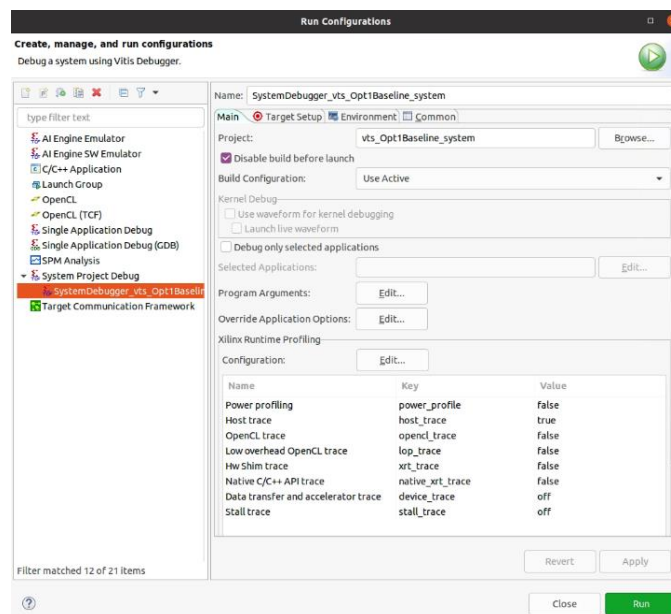 Run Configurations
Create, manage, and run configurations
Debug a system using Vitis Debugger.
type filter text
AI Engine Emulator
AI Engine SW Emulator
C/C++ Application
Launch Group
OpenCL
OpenCL (TCF)
Single Application Debug
Single Application Debug (GDB)
SPM Analysis
System Project Debug
SystemDebugger_vts_Opt1Baselin
Target Communication Framework
Filter matched 12 of 21 items
Name: SystemDebugger_vts_Opt1Baseline_system
Main Target Setup Environment Common
Project: vts_Opt1Baseline_system Browse...
Disable build before launch
Build Configuration: Use Active
Kernel Debug
Use waveform for kernel debugging
Launch live waveform
Debug only selected applications
Selected Applications: Edit...
Program Arguments: Edit...
Override Application Options: Edit...
Xilinx Runtime Profiling
Configuration: Edit...
Name Key Value
Power profiling power_profile false
Host trace host_trace true
OpenCL trace opencl_trace false
Low overhead OpenCL trace lop_trace false
Hw Shim trace xrt_trace false
Native C/C++ API trace native_xrt_trace false
Data transfer and accelerator trace device_trace off
Stall trace stall_trace off
Revert Apply
Close Run